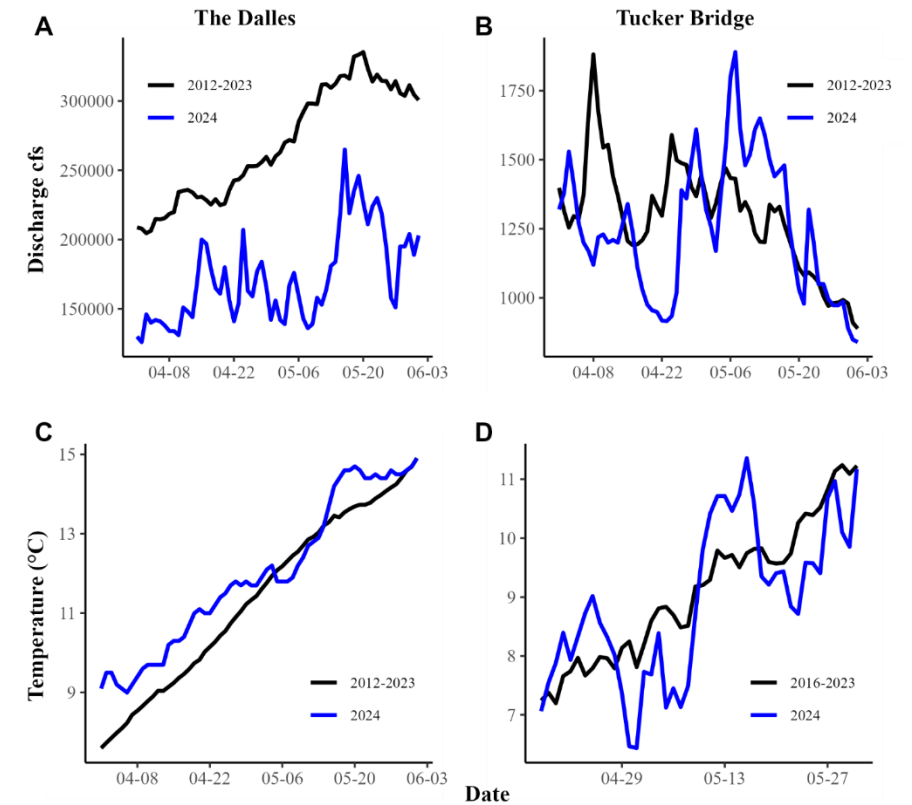 The Dalles
Tucker Bridge
A
B
2012-2023
2024
2012-2023
2024
Discharge cfs
300000
250000
200000
150000
1750
1500
1250
1000
04-08 04-22 05-06 05-20 06-03
04-08 04-22 05-06 05-20 06-03
C
D
Temperature (°C)
15
13
11
9
11
10
9
8
7
2012-2023
2024
2016-2023
2024
04-08 04-22 05-06 05-20 06-03
04-29 05-13 05-27
Date